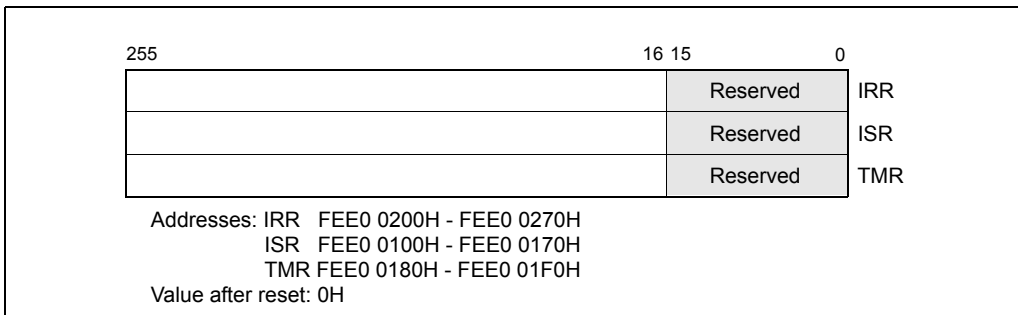 255 16 15 0
Reserved IRR
Reserved ISR
Reserved TMR
Addresses: IRR FEE0 0200H - FEE0 0270H
ISR FEE0 0100H - FEE0 0170H
TMR FEE0 0180H - FEE0 01F0H
Value after reset: 0H